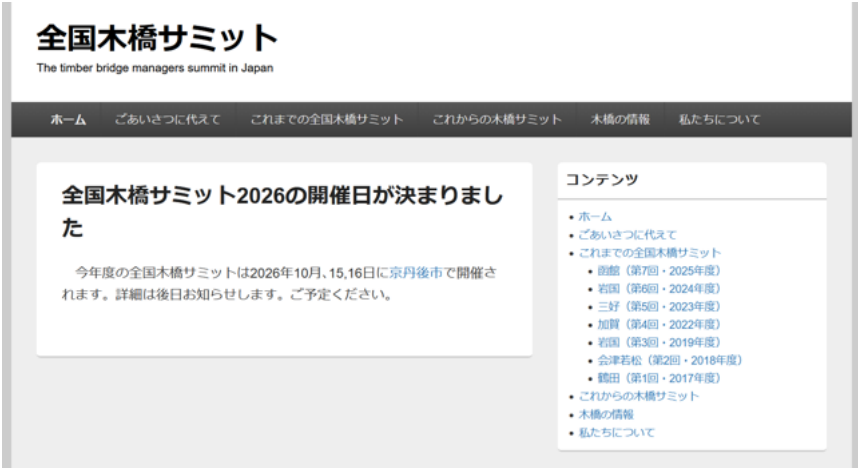 全国木橋サミット
The timber bridge managers summit in Japan
ホーム ごあいさつに代えて これまでの全国木橋サミット これからの木橋サミット 木橋の情報 私たちについて
全国木橋サミット2026の開催日が決まりまし
た
今年度の全国木橋サミットは2026年10月、15,16日に京丹後市で開催さ
れます。詳細は後日お知らせします。ご予定ください。
コンテンツ
• ホーム
• ごあいさつに代えて
• これまでの全国木橋サミット
• 函館（第7回・2025年度）
• 岩国（第6回・2024年度）
• 三好（第5回・2023年度）
• 加賀（第4回・2022年度）
• 岩国（第3回・2019年度）
• 会津若松（第2回・2018年度）
• 鶴田（第1回・2017年度）
• これからの木橋サミット
• 木橋の情報
• 私たちについて